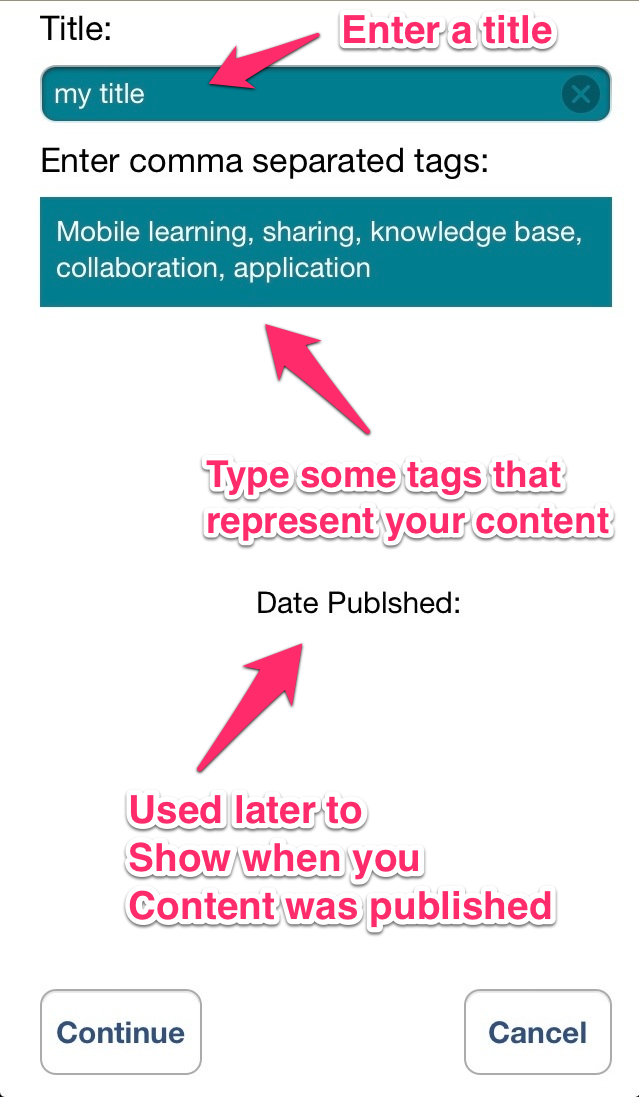 Title:
Enter a title
my title
Enter comma separated tags:
Mobile learning, sharing, knowledge base,
collaboration, application
Type some tags that
represent your content
Date Publshed:
Used later to
Show when you
Content was published
Continue
Cancel